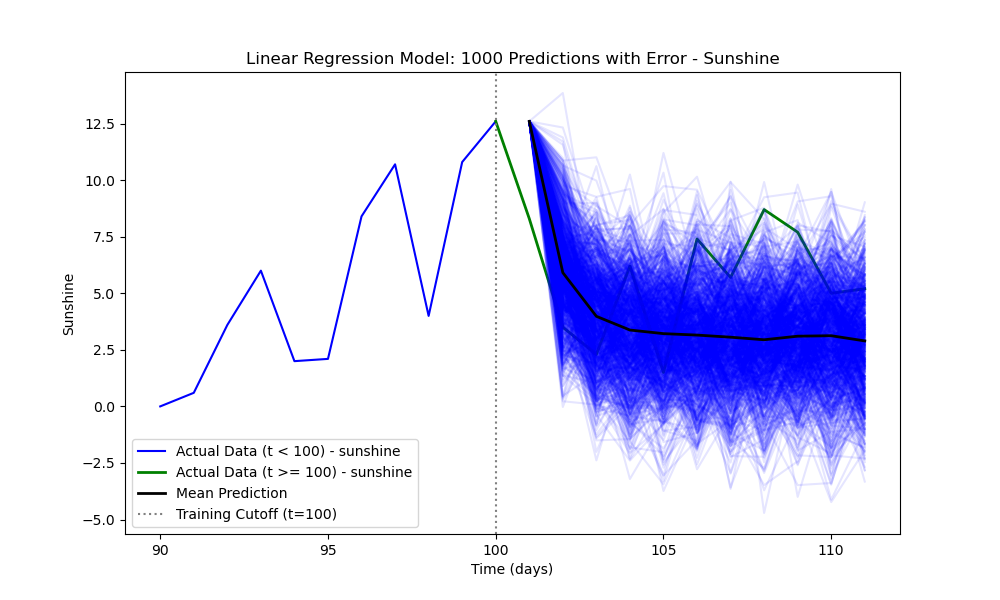 Linear Regression Model: 1000 Predictions with Error - Sunshine
Sunshine
12.5
10.0
7.5
5.0
2.5
0.0
−2.5
−5.0
Actual Data (t < 100) - sunshine
Actual Data (t >= 100) - sunshine
Mean Prediction
Training Cutoff (t=100)
90
95
100
105
110
Time (days)